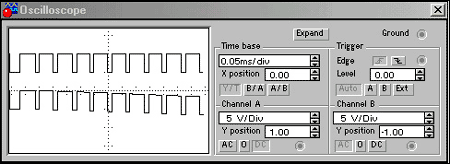 Oscilloscope
Expand
Ground
Time base
Trigger
0.05ms/div
Edge
X position 0.00
Level 0.00
Y/T B/A A/B
Auto A B Ext
Channel A
Channel B
5 V/Div
5 V/Div
Y position 1.00
Y position -1.00
AC 0 DC
AC 0 DC